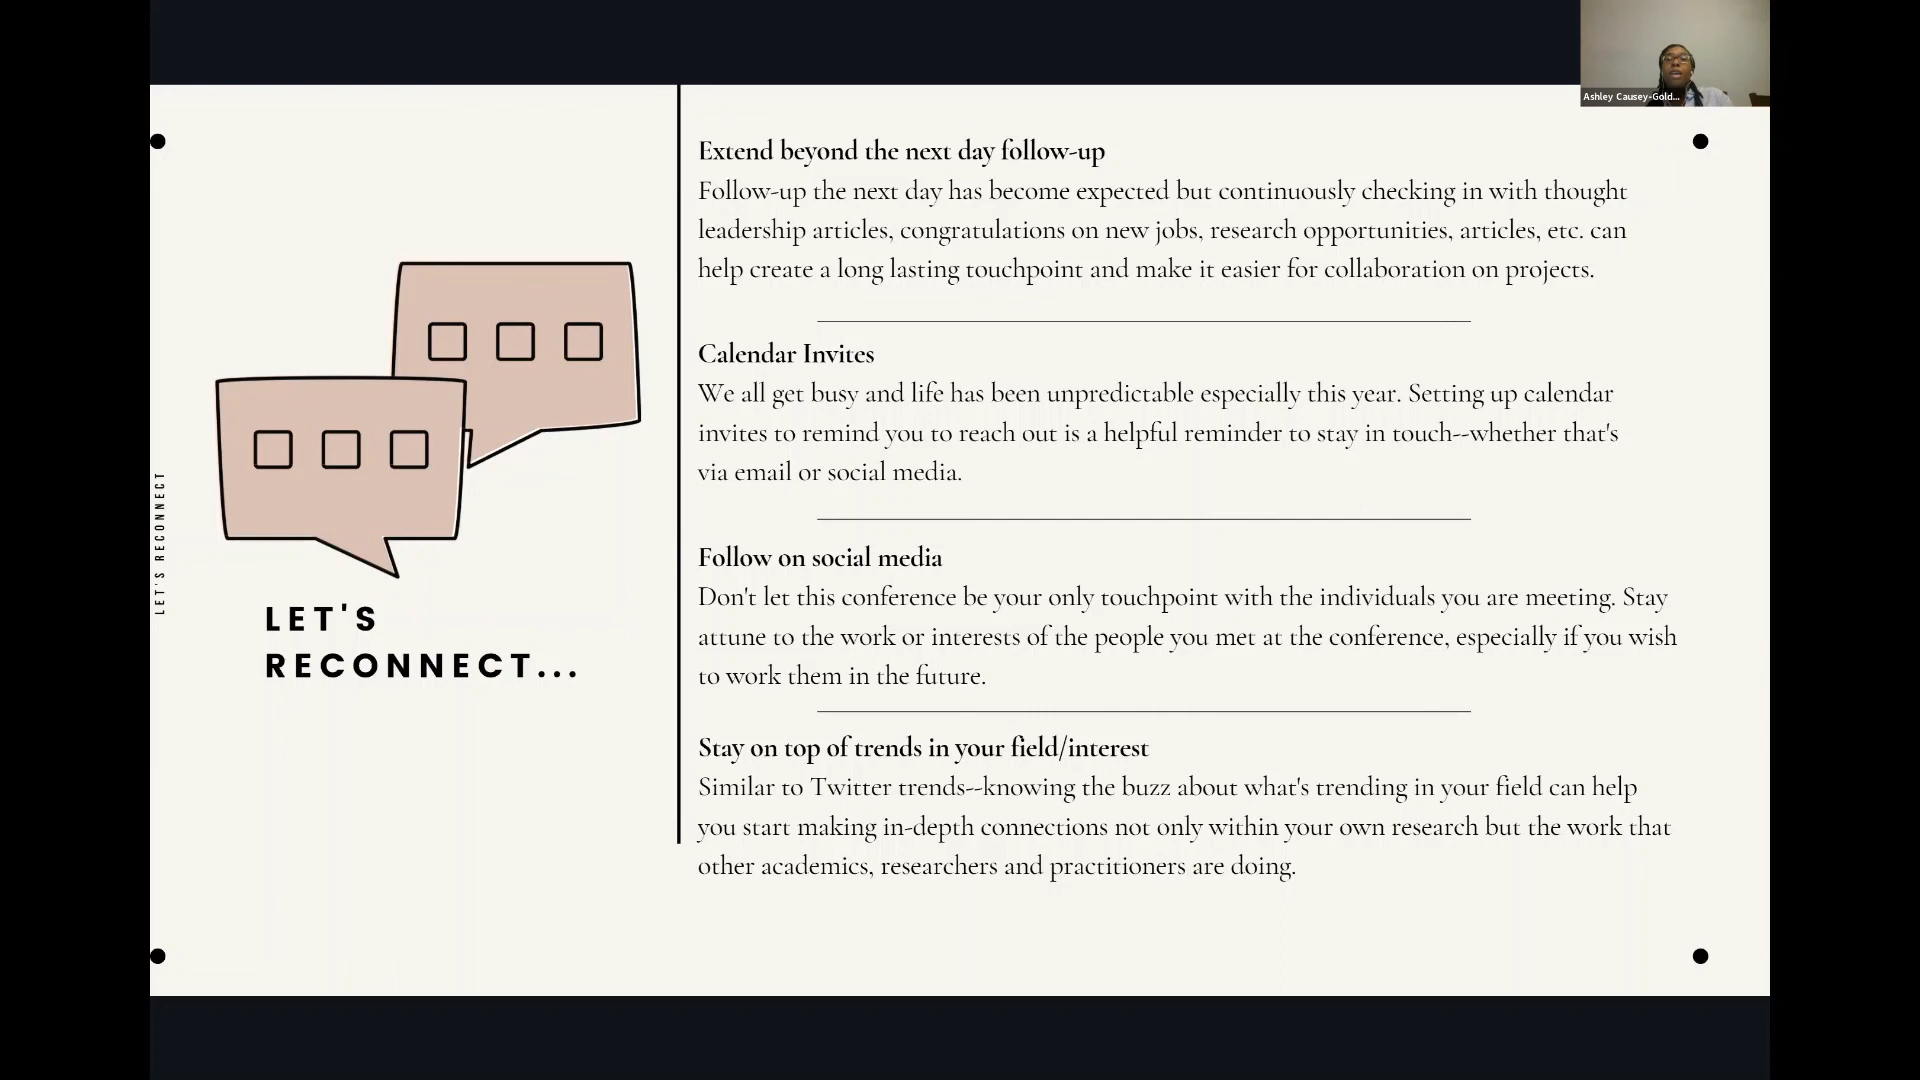 Ashley Causey-Gold...
Extend beyond the next day follow-up
Follow-up the next day has become expected but continuously checking in with thought
leadership articles, congratulations on new jobs, research opportunities, articles, etc. can
help create a long lasting touchpoint and make it easier for collaboration on projects.
Calendar Invites
We all get busy and life has been unpredictable especially this year. Setting up calendar
invites to remind you to reach out is a helpful reminder to stay in touch--whether that's
via email or social media.
Follow on social media
Don't let this conference be your only touchpoint with the individuals you are meeting. Stay
attune to the work or interests of the people you met at the conference, especially if you wish
to work them in the future.
Stay on top of trends in your field/interest
Similar to Twitter trends--knowing the buzz about what's trending in your field can help
you start making in-depth connections not only within your own research but the work that
other academics, researchers and practitioners are doing.
LET'S RECONNECT
LET'S
RECONNECT...